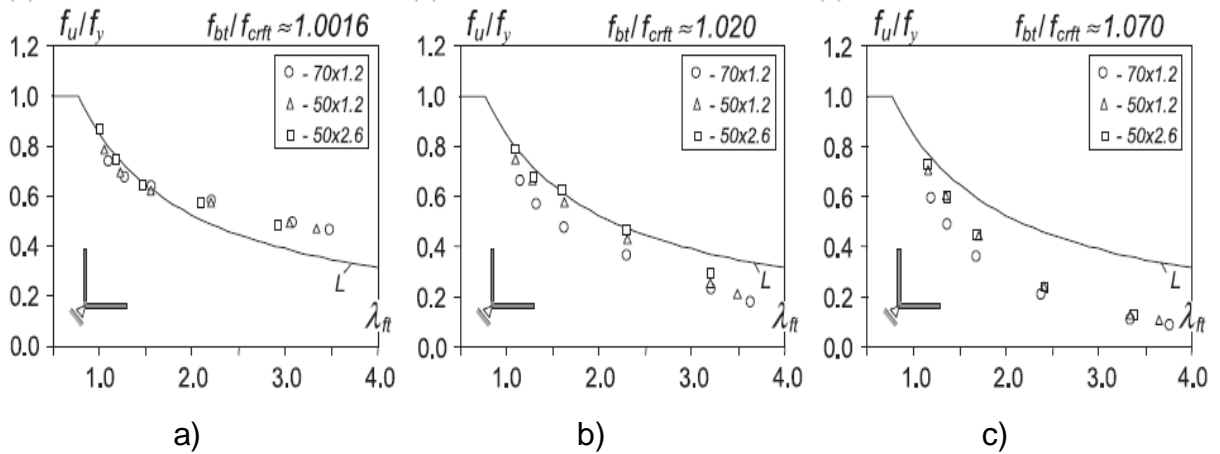 f_u/f_y f_bt/f_crft≈1.0016
1.2
1.0
0.8
0.6
0.4
0.2
0.0
○ - 70x1.2
△ - 50x1.2
□ - 50x2.6
L
λ_ft
1.0 2.0 3.0 4.0
a)
f_u/f_y f_bt/f_crft≈1.020
1.2
1.0
0.8
0.6
0.4
0.2
0.0
○ - 70x1.2
△ - 50x1.2
□ - 50x2.6
L
λ_ft
1.0 2.0 3.0 4.0
b)
f_u/f_y f_bt/f_crft≈1.070
1.2
1.0
0.8
0.6
0.4
0.2
0.0
○ - 70x1.2
△ - 50x1.2
□ - 50x2.6
L
λ_ft
1.0 2.0 3.0 4.0
c)